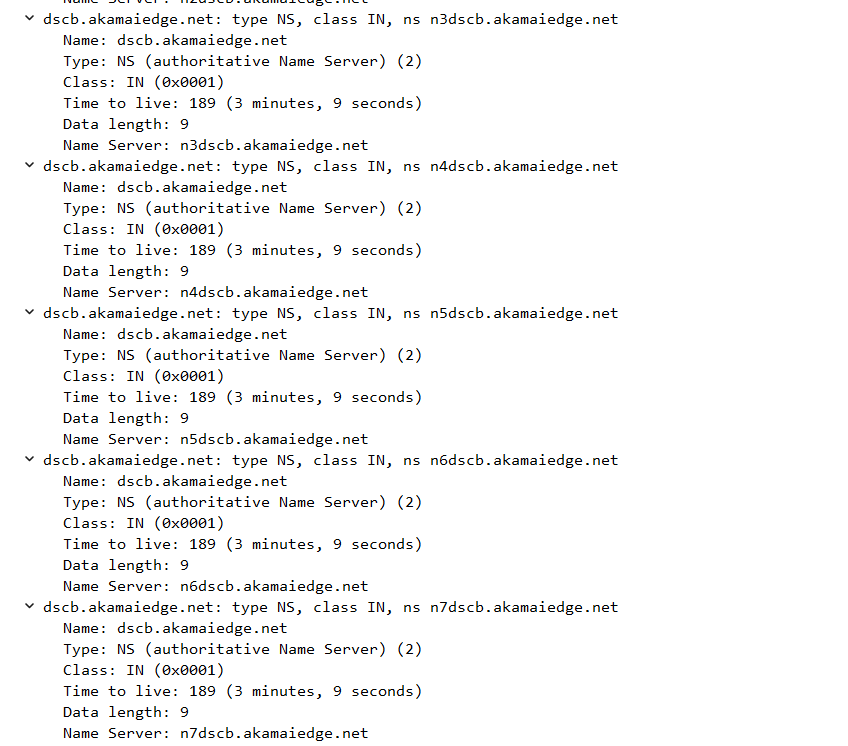 Name Server: n2dscb.akamaiedge.net
dscb.akamaiedge.net: type NS, class IN, ns n3dscb.akamaiedge.net
Name: dscb.akamaiedge.net
Type: NS (authoritative Name Server) (2)
Class: IN (0x0001)
Time to live: 189 (3 minutes, 9 seconds)
Data length: 9
Name Server: n3dscb.akamaiedge.net
dscb.akamaiedge.net: type NS, class IN, ns n4dscb.akamaiedge.net
Name: dscb.akamaiedge.net
Type: NS (authoritative Name Server) (2)
Class: IN (0x0001)
Time to live: 189 (3 minutes, 9 seconds)
Data length: 9
Name Server: n4dscb.akamaiedge.net
dscb.akamaiedge.net: type NS, class IN, ns n5dscb.akamaiedge.net
Name: dscb.akamaiedge.net
Type: NS (authoritative Name Server) (2)
Class: IN (0x0001)
Time to live: 189 (3 minutes, 9 seconds)
Data length: 9
Name Server: n5dscb.akamaiedge.net
dscb.akamaiedge.net: type NS, class IN, ns n6dscb.akamaiedge.net
Name: dscb.akamaiedge.net
Type: NS (authoritative Name Server) (2)
Class: IN (0x0001)
Time to live: 189 (3 minutes, 9 seconds)
Data length: 9
Name Server: n6dscb.akamaiedge.net
dscb.akamaiedge.net: type NS, class IN, ns n7dscb.akamaiedge.net
Name: dscb.akamaiedge.net
Type: NS (authoritative Name Server) (2)
Class: IN (0x0001)
Time to live: 189 (3 minutes, 9 seconds)
Data length: 9
Name Server: n7dscb.akamaiedge.net